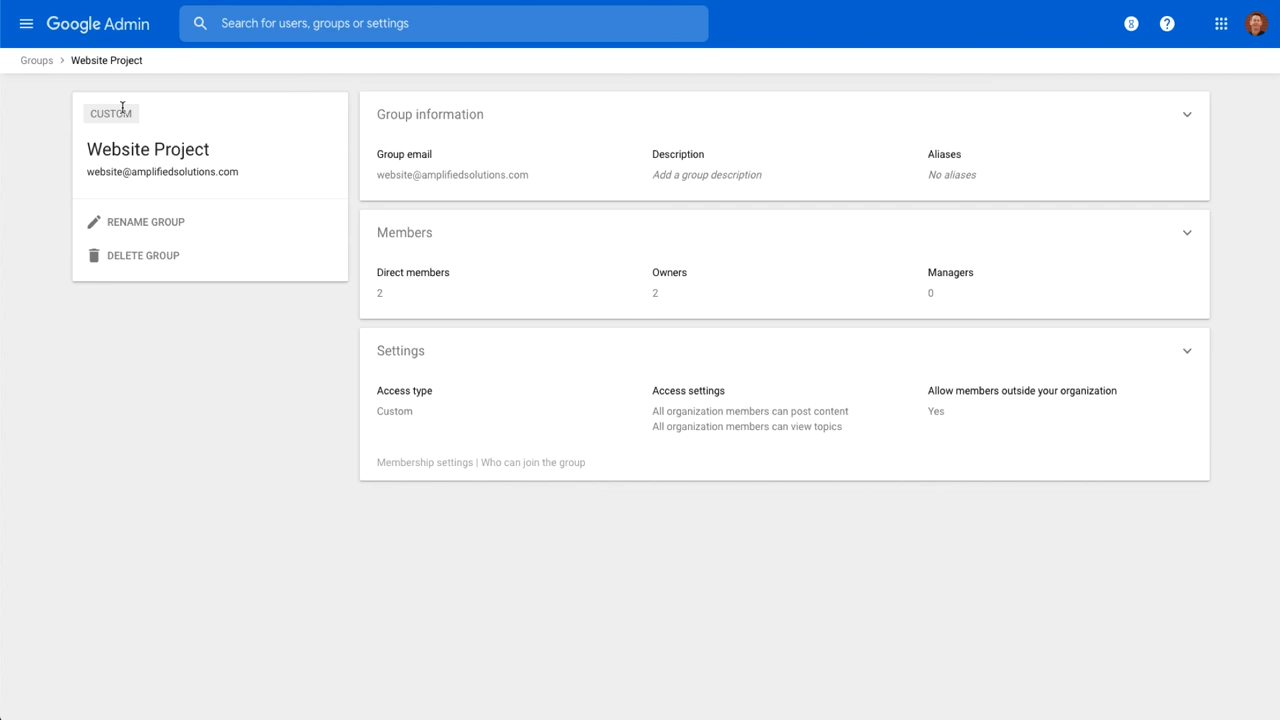 Google Admin
Search for users, groups or settings
Groups > Website Project
CUSTOM
Website Project
website@amplifiedsolutions.com
RENAME GROUP
DELETE GROUP
Group information
Group email
website@amplifiedsolutions.com
Description
Add a group description
Aliases
No aliases
Members
Direct members
2
Owners
2
Managers
0
Settings
Access type
Custom
Access settings
All organization members can post content
All organization members can view topics
Allow members outside your organization
Yes
Membership settings | Who can join the group